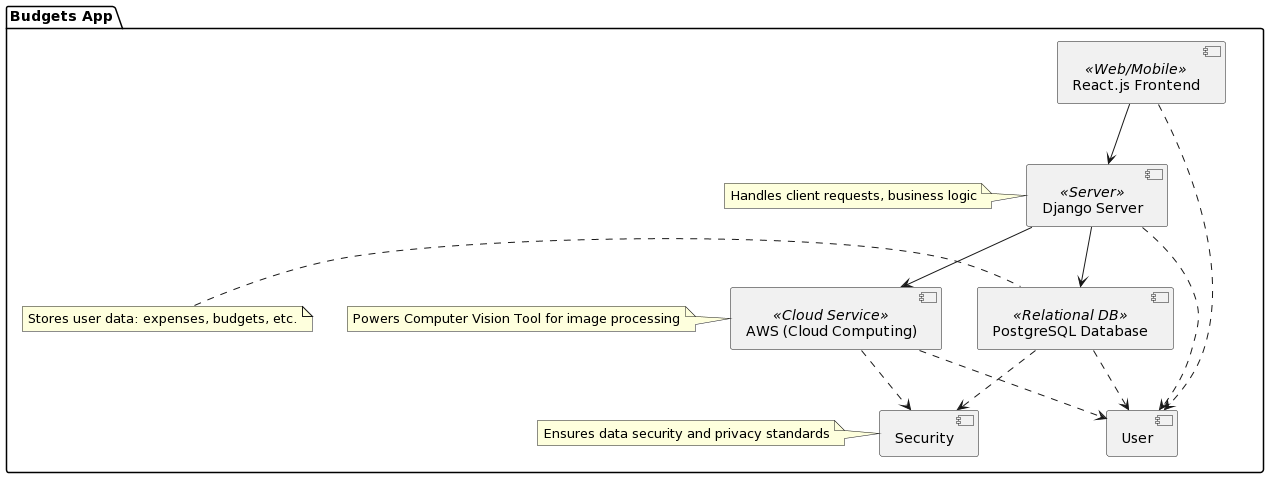 Budgets App
«Web/Mobile»
React.js Frontend
Handles client requests, business logic
«Server»
Django Server
Stores user data: expenses, budgets, etc.
Powers Computer Vision Tool for image processing
«Cloud Service»
AWS (Cloud Computing)
«Relational DB»
PostgreSQL Database
Ensures data security and privacy standards
Security
User